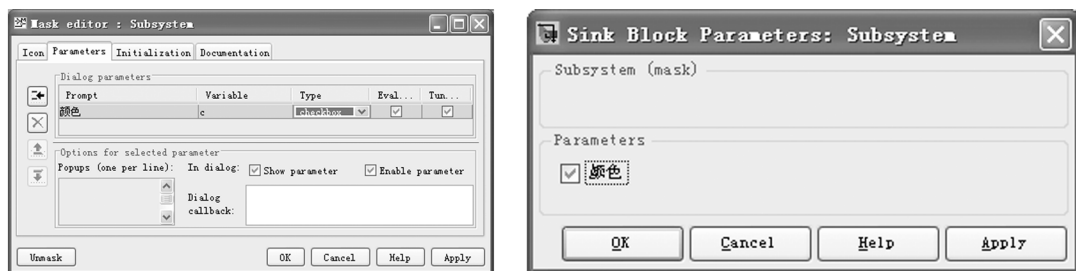 Mask editor : Subsystem
Icon Parameters Initialization Documentation
Dialog parameters
Prompt Variable Type Eval... Tun...
颜色 c checkbox
Options for selected parameter
Popups (one per line): In dialog: Show parameter Enable parameter
Dialog
callback:
Unmask OK Cancel Help Apply
Sink Block Parameters: Subsystem
Subsystem (mask)
Parameters
颜色
OK Cancel Help Apply